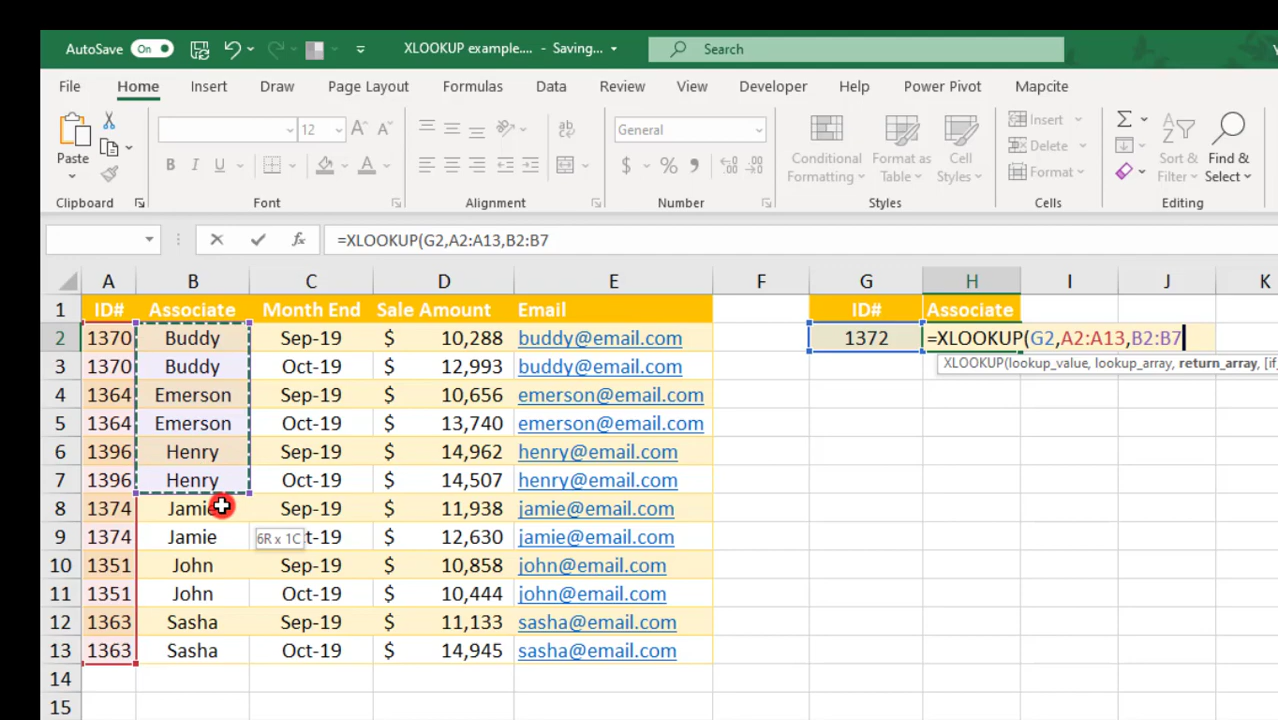 AutoSave On XLOOKUP example.... - Saving... Search
File Home Insert Draw Page Layout Formulas Data Review View Developer Help Power Pivot Mapcite
Paste 12 A A ab General Conditional Formatting Format as Table Cell Styles Insert Delete Format Sort & Filter Find & Select
B I U A $ % ,
Clipboard Font Alignment Number Styles Cells Editing
fx =XLOOKUP(G2,A2:A13,B2:B7
A B C D E F G H I J K
1 ID# Associate Month End Sale Amount Email ID# Associate
2 1370 Buddy Sep-19 $ 10,288 buddy@email.com 1372 =XLOOKUP(G2,A2:A13,B2:B7
XLOOKUP(lookup_value, lookup_array, return_array, [if
3 1370 Buddy Oct-19 $ 12,993 buddy@email.com
4 1364 Emerson Sep-19 $ 10,656 emerson@email.com
5 1364 Emerson Oct-19 $ 13,740 emerson@email.com
6 1396 Henry Sep-19 $ 14,962 henry@email.com
7 1396 Henry Oct-19 $ 14,507 henry@email.com
8 1374 Jamie Sep-19 $ 11,938 jamie@email.com
9 1374 Jamie 6R x 1C t-19 $ 12,630 jamie@email.com
10 1351 John Sep-19 $ 10,858 john@email.com
11 1351 John Oct-19 $ 10,444 john@email.com
12 1363 Sasha Sep-19 $ 11,133 sasha@email.com
13 1363 Sasha Oct-19 $ 14,945 sasha@email.com
14
15